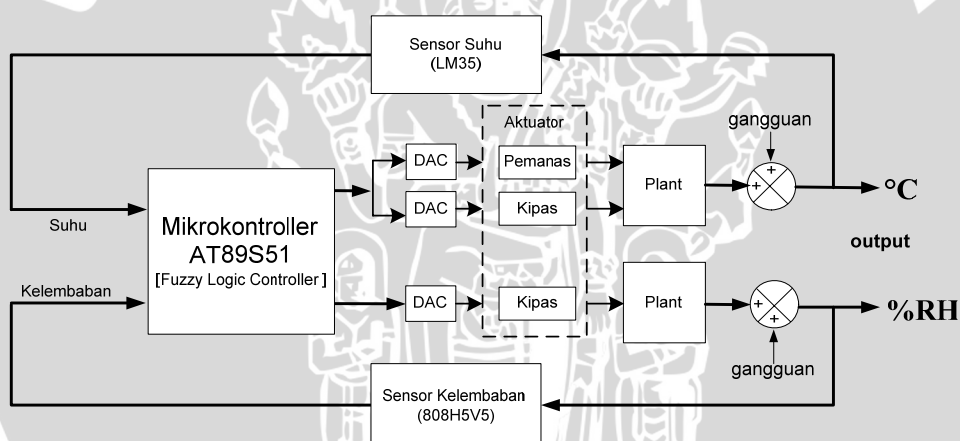 Sensor Suhu
(LM35)
gangguan
Aktuator
DAC
Pemanas
Plant
°C
DAC
Kipas
Suhu
Mikrokontroller
AT89S51
[Fuzzy Logic Controller]
output
Kelembaban
DAC
Kipas
Plant
%RH
gangguan
Sensor Kelembaban
(808H5V5)